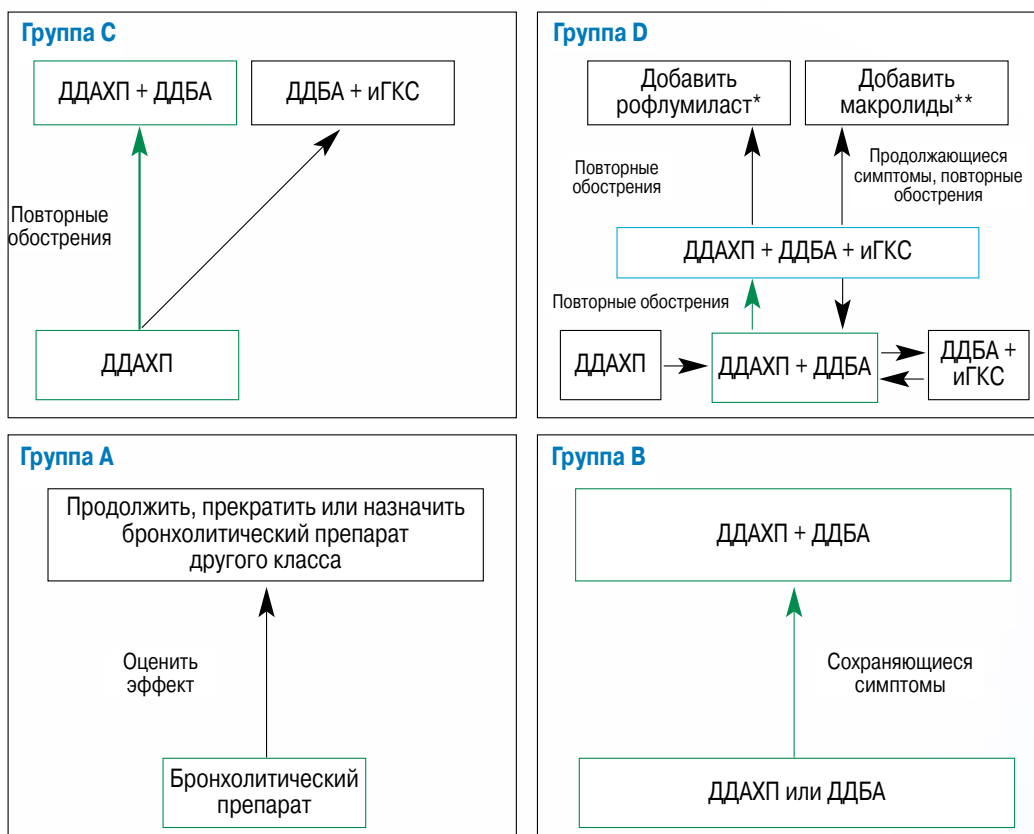 Группа C
ДДАХП + ДДБА
ДДБА + иГКС
Повторные
обострения
ДДАХП
Группа D
Добавить
рофлумиласт*
Добавить
макролиды**
Повторные
обострения
Продолжающиеся
симптомы, повторные
обострения
ДДАХП + ДДБА + иГКС
Повторные обострения
ДДАХП
ДДАХП + ДДБА
ДДБА +
иГКС
Группа A
Продолжить, прекратить или назначить
бронхолитический препарат
другого класса
Оценить
эффект
Бронхолитический
препарат
Группа B
ДДАХП + ДДБА
Сохраняющиеся
симптомы
ДДАХП или ДДБА